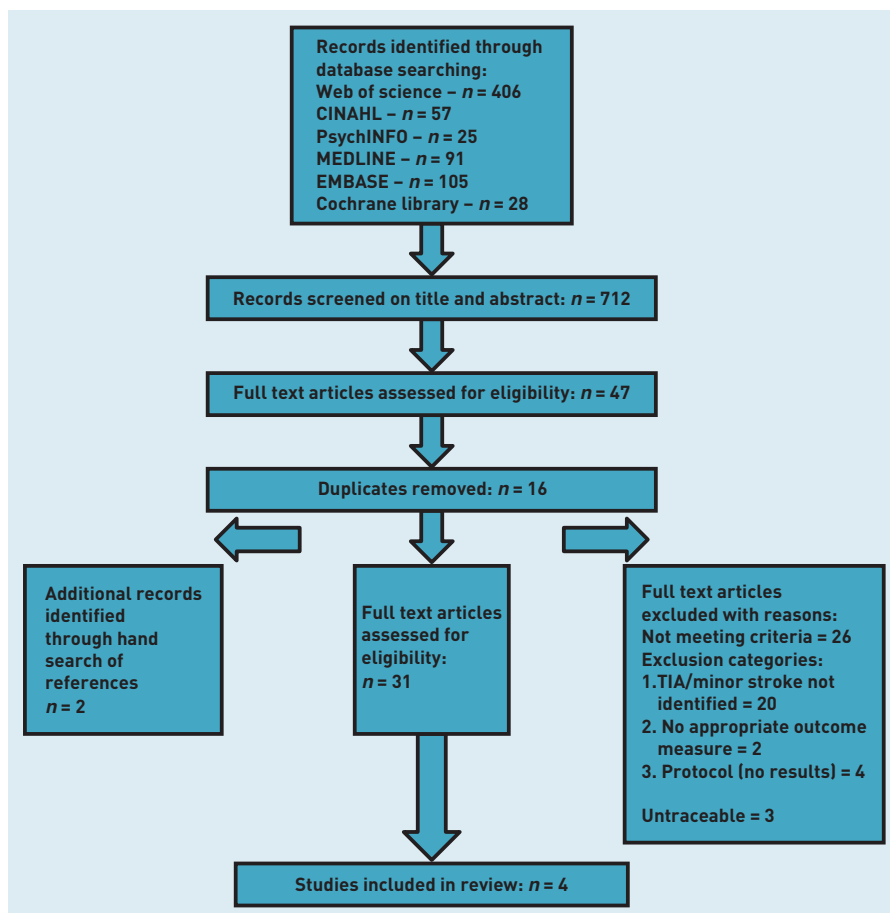 Records identified through
database searching:
Web of science – n = 406
CINAHL – n = 57
PsychINFO – n = 25
MEDLINE – n = 91
EMBASE – n = 105
Cochrane library – n = 28
Records screened on title and abstract: n = 712
Full text articles assessed for eligibility: n = 47
Duplicates removed: n = 16
Additional records
identified
through hand
search of
references
n = 2
Full text articles
assessed for
eligibility:
n = 31
Full text articles
excluded with reasons:
Not meeting criteria = 26
Exclusion categories:
1.TIA/minor stroke not
identified = 20
2. No appropriate outcome
measure = 2
3. Protocol (no results) = 4
Untraceable = 3
Studies included in review: n = 4